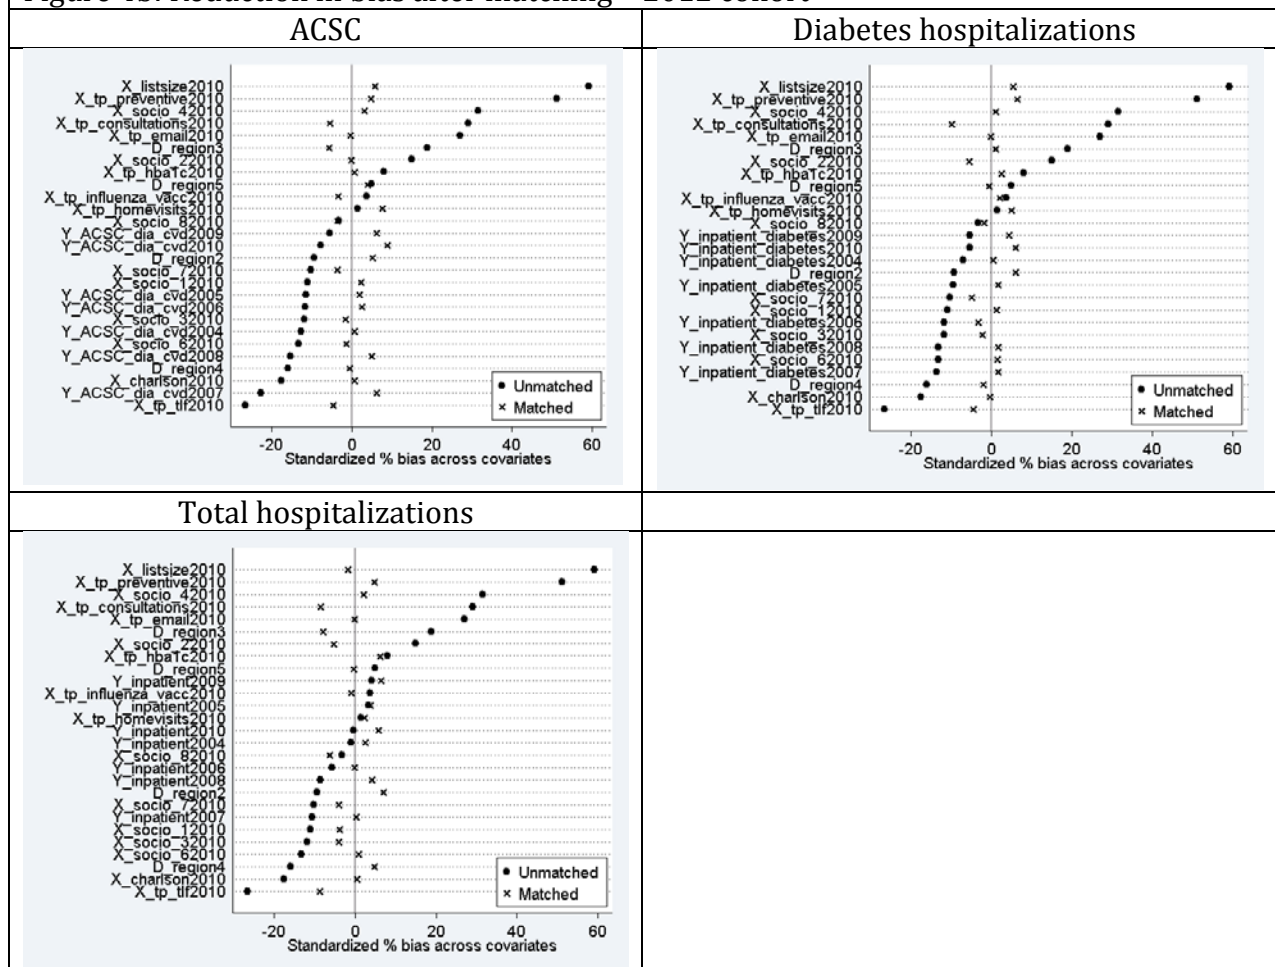 ACSC
Diabetes hospitalizations
X_listsize2010
X_tp_preventive2010
X_socio_42010
X_tp_consultations2010
X_tp_email2010
D_region3
X_socio_22010
X_tp_hba1c2010
D_region5
X_tp_influenza_vacc2010
X_tp_homevisits2010
X_socio_82010
Y_ACSC_dia_cvd2009
Y_ACSC_dia_cvd2010
D_region2
X_socio_72010
X_socio_12010
Y_ACSC_dia_cvd2005
Y_ACSC_dia_cvd2006
X_socio_32010
Y_ACSC_dia_cvd2004
X_socio_62010
Y_ACSC_dia_cvd2008
D_region4
X_charlson2010
Y_ACSC_dia_cvd2007
X_tp_tlf2010
Unmatched
Matched
-20 0 20 40 60
Standardized % bias across covariates
X_listsize2010
X_tp_preventive2010
X_socio_42010
X_tp_consultations2010
X_tp_email2010
D_region3
X_socio_22010
X_tp_hba1c2010
D_region5
X_tp_influenza_vacc2010
X_tp_homevisits2010
X_socio_82010
Y_inpatient_diabetes2009
Y_inpatient_diabetes2010
Y_inpatient_diabetes2004
D_region2
Y_inpatient_diabetes2005
X_socio_72010
X_socio_12010
Y_inpatient_diabetes2006
X_socio_32010
Y_inpatient_diabetes2008
X_socio_62010
Y_inpatient_diabetes2007
D_region4
X_charlson2010
X_tp_tlf2010
Unmatched
Matched
-20 0 20 40 60
Standardized % bias across covariates
Total hospitalizations
X_listsize2010
X_tp_preventive2010
X_socio_42010
X_tp_consultations2010
X_tp_email2010
D_region3
X_socio_22010
X_tp_hba1c2010
D_region5
Y_inpatient2009
X_tp_influenza_vacc2010
Y_inpatient2005
X_tp_homevisits2010
Y_inpatient2010
Y_inpatient2004
X_socio_82010
Y_inpatient2006
Y_inpatient2008
D_region2
X_socio_72010
Y_inpatient2007
X_socio_12010
X_socio_32010
X_socio_62010
D_region4
X_charlson2010
X_tp_tlf2010
Unmatched
Matched
-20 0 20 40 60
Standardized % bias across covariates